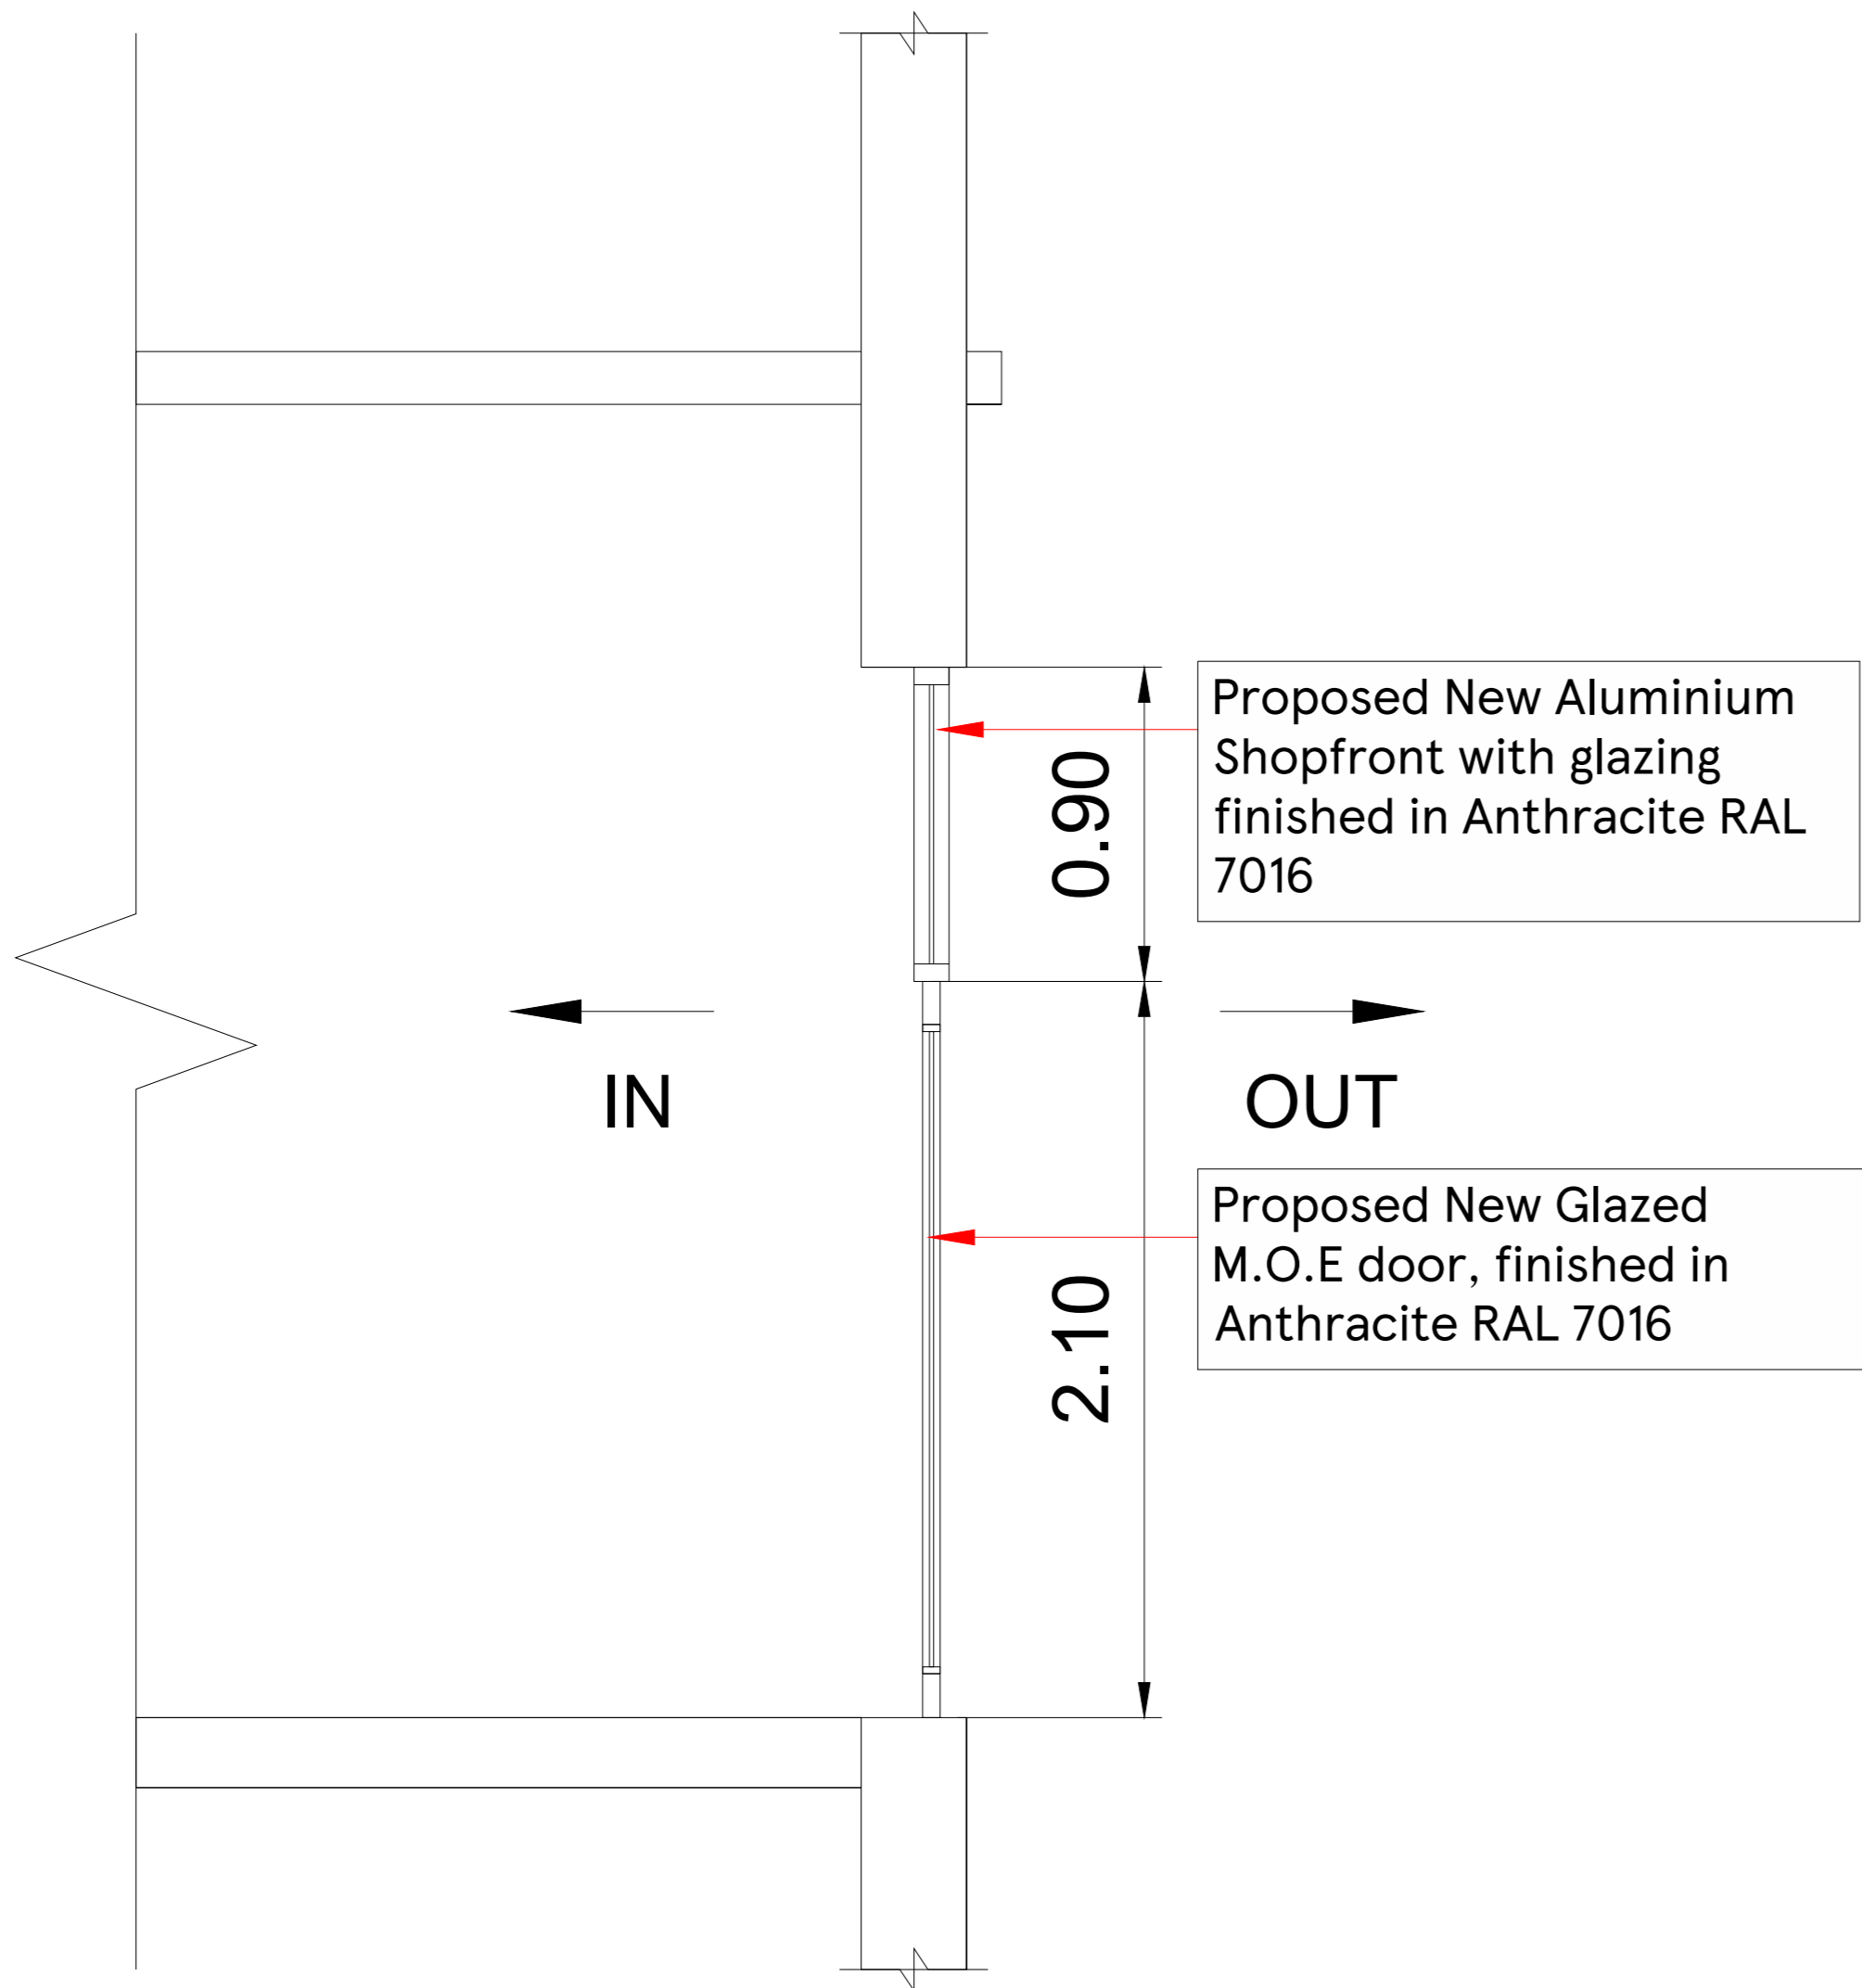 Proposed New Aluminium
Shopfront with glazing
finished in Anthracite RAL
7016
0.90
IN
OUT
Proposed New Glazed
M.O.E door, finished in
Anthracite RAL 7016
2.10